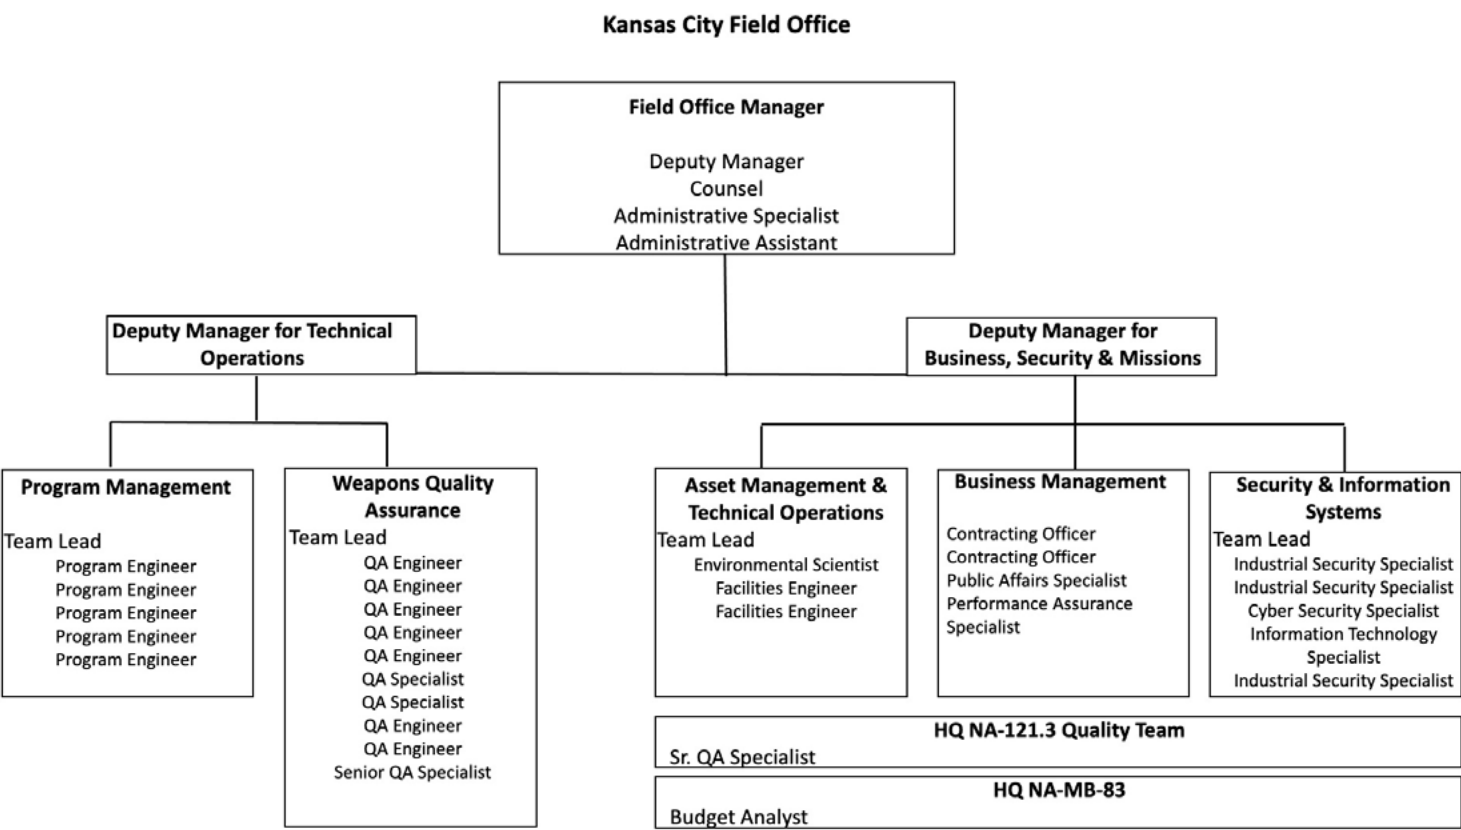 Kansas City Field Office
Field Office Manager
Deputy Manager
Counsel
Administrative Specialist
Administrative Assistant
Deputy Manager for Technical
Operations
Deputy Manager for
Business, Security & Missions
Program Management
Team Lead
Program Engineer
Program Engineer
Program Engineer
Program Engineer
Program Engineer
Weapons Quality
Assurance
Team Lead
QA Engineer
QA Engineer
QA Engineer
QA Engineer
QA Engineer
QA Specialist
QA Specialist
QA Engineer
QA Engineer
Senior QA Specialist
Asset Management &
Technical Operations
Team Lead
Environmental Scientist
Facilities Engineer
Facilities Engineer
Business Management
Contracting Officer
Contracting Officer
Public Affairs Specialist
Performance Assurance
Specialist
Security & Information
Systems
Team Lead
Industrial Security Specialist
Industrial Security Specialist
Cyber Security Specialist
Information Technology
Specialist
Industrial Security Specialist
HQ NA-121.3 Quality Team
Sr. QA Specialist
HQ NA-MB-83
Budget Analyst